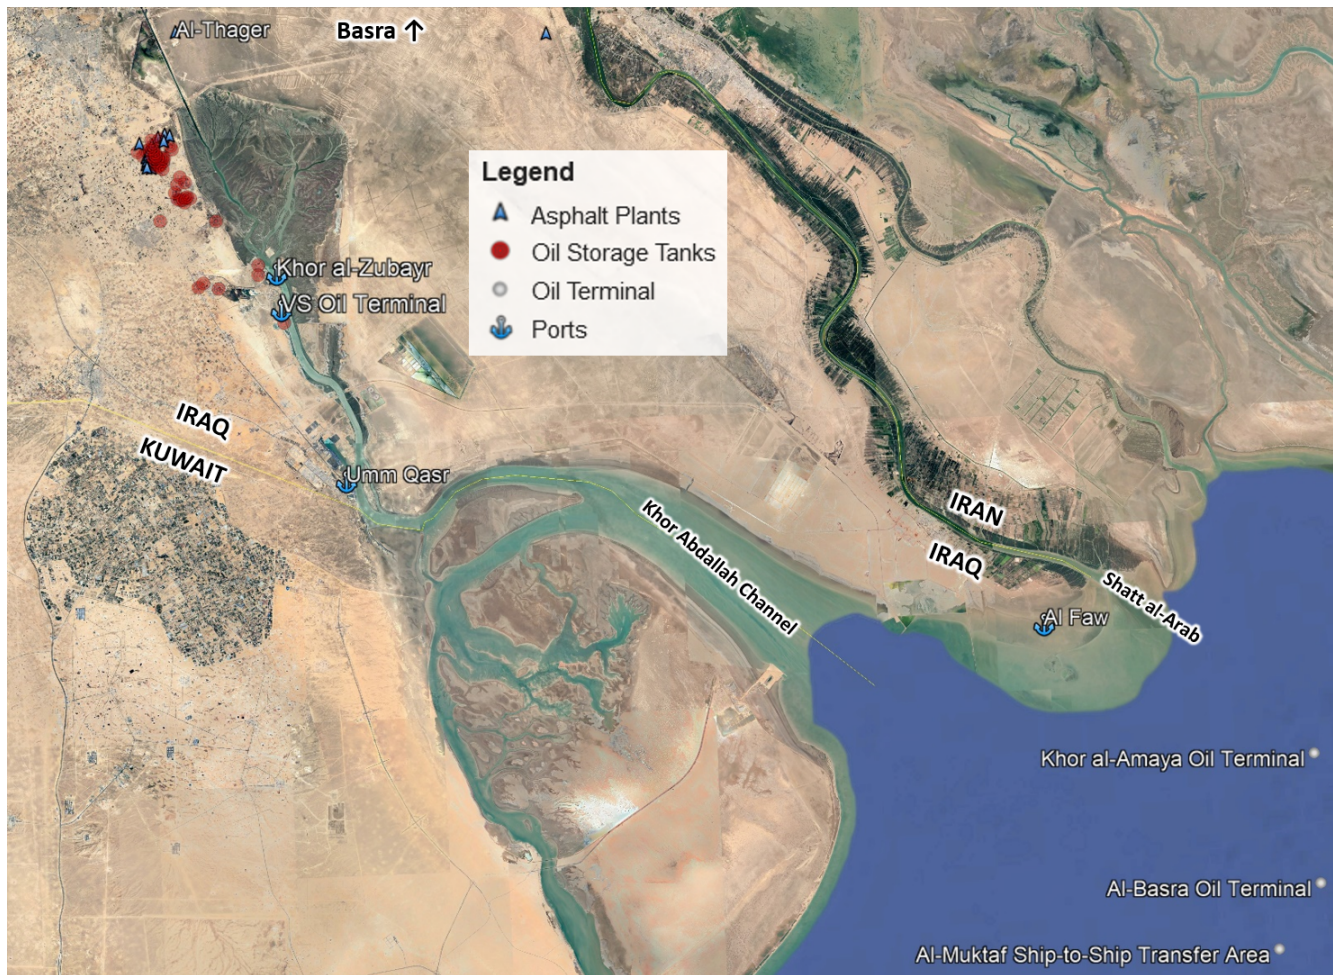 Al-Thager
Basra ↑
Legend
Asphalt Plants
Oil Storage Tanks
Oil Terminal
Ports
Khor al-Zubayr
VS Oil Terminal
IRAQ
KUWAIT
Umm Qasr
Khor Abdallah Channel
IRAN
IRAQ
Shatt al-Arab
Al Faw
Khor al-Amaya Oil Terminal
Al-Basra Oil Terminal
Al-Muktaf Ship-to-Ship Transfer Area